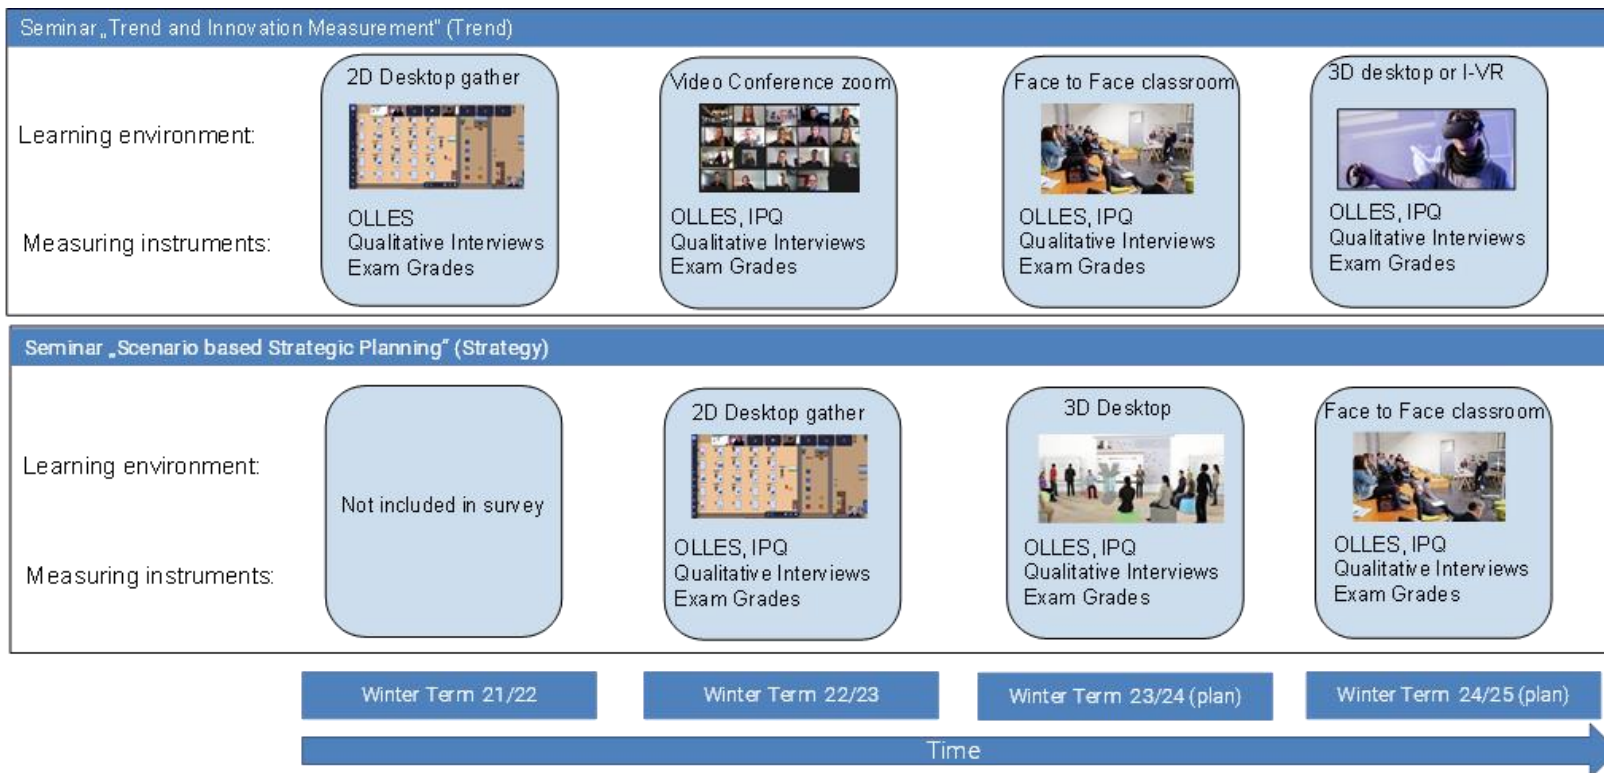 Seminar „Trend and Innovation Measurement" (Trend)
2D Desktop gather
Video Conference zoom
Face to Face classroom
3D desktop or I-VR
Learning environment:
Measuring instruments:
OLLES
Qualitative Interviews
Exam Grades
OLLES, IPQ
Qualitative Interviews
Exam Grades
OLLES, IPQ
Qualitative Interviews
Exam Grades
OLLES, IPQ
Qualitative Interviews
Exam Grades
Seminar „Scenario based Strategic Planning“ (Strategy)
Learning environment:
Measuring instruments:
Not included in survey
2D Desktop gather
OLLES, IPQ
Qualitative Interviews
Exam Grades
3D Desktop
OLLES, IPQ
Qualitative Interviews
Exam Grades
Face to Face classroom
OLLES, IPQ
Qualitative Interviews
Exam Grades
Winter Term 21/22
Winter Term 22/23
Winter Term 23/24 (plan)
Winter Term 24/25 (plan)
Time